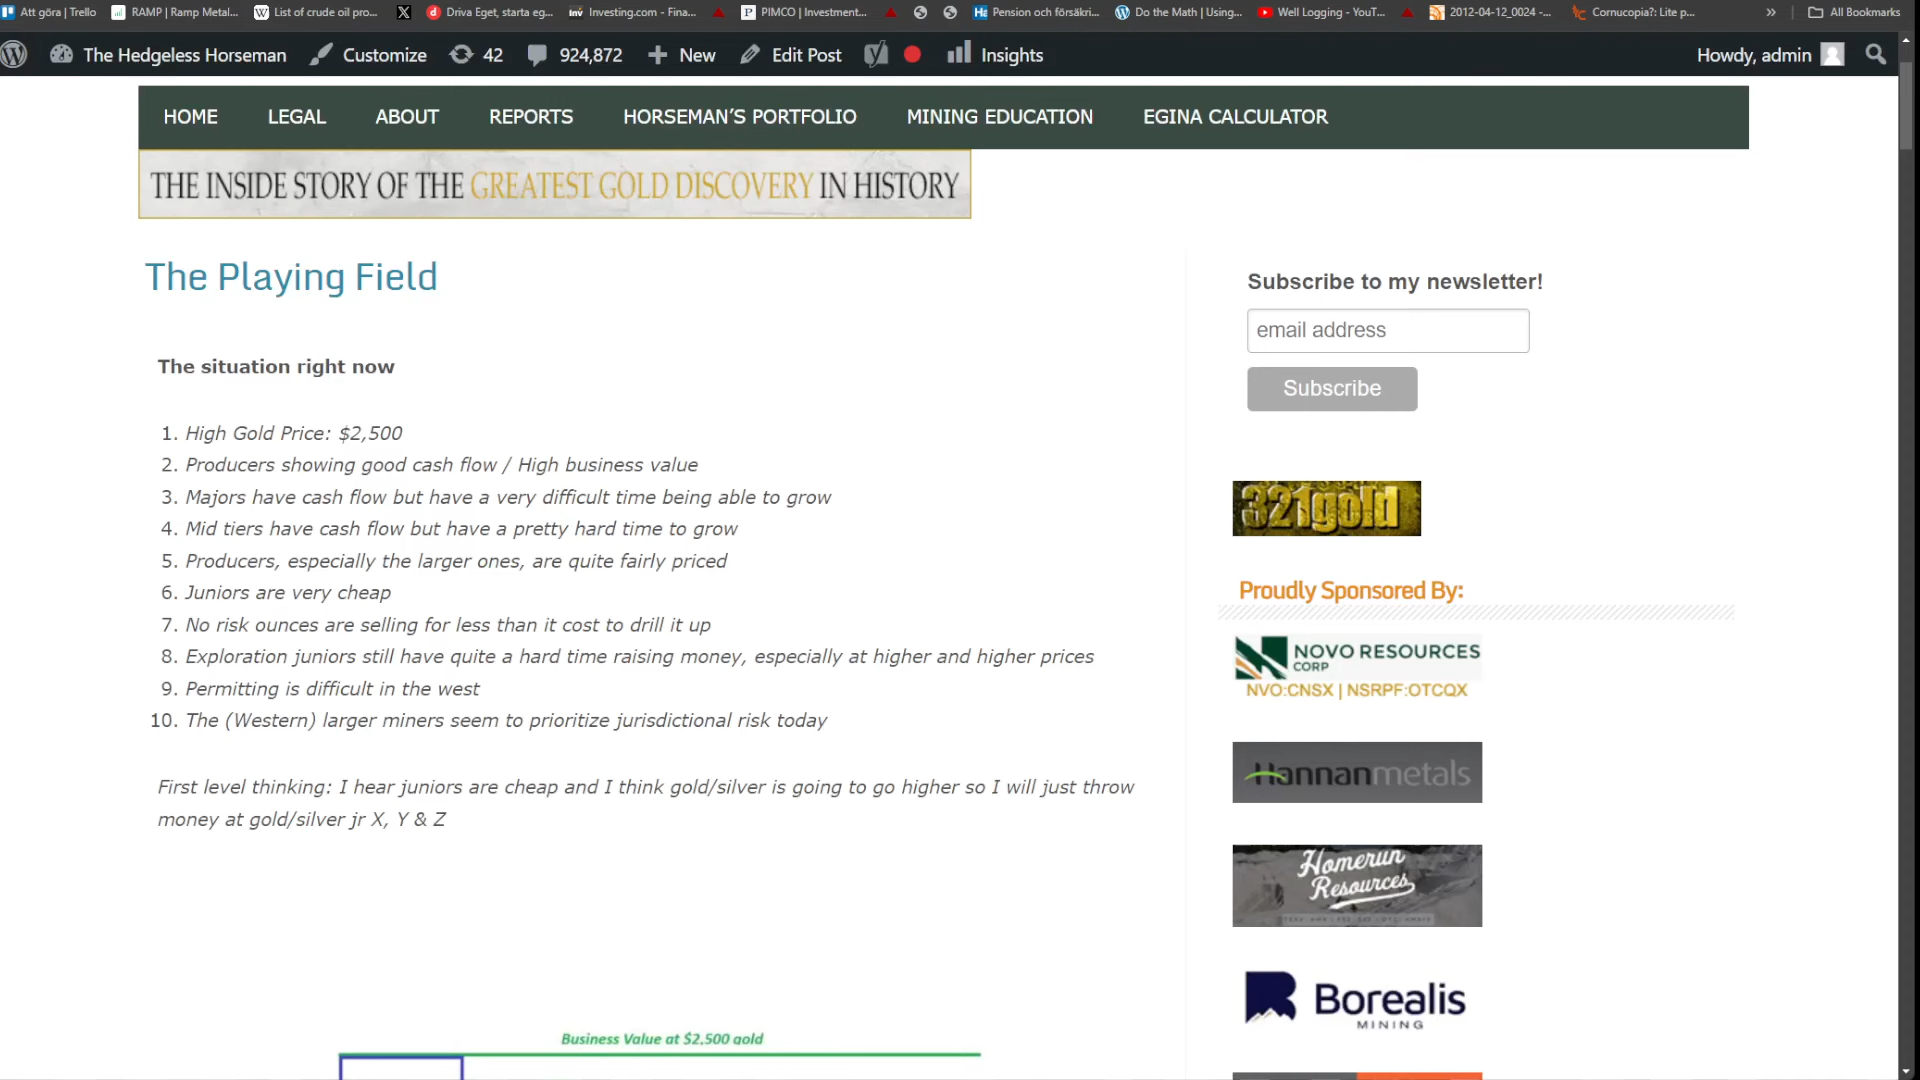 Att göra | Trello
RAMP | Ramp Metal...
List of crude oil pro...
Driva Eget, starta eg...
Investing.com - Fina...
PIMCO | Investment...
Pension och försäkri...
Do the Math | Using...
Well Logging - YouT...
2012-04-12_0024 -...
Cornucopia?: Lite p...
»
All Bookmarks
The Hedgeless Horseman
Customize
42
924,872
New
Edit Post
Insights
Howdy, admin
HOME
LEGAL
ABOUT
REPORTS
HORSEMAN'S PORTFOLIO
MINING EDUCATION
EGINA CALCULATOR
THE INSIDE STORY OF THE GREATEST GOLD DISCOVERY IN HISTORY
The Playing Field
The situation right now
1. High Gold Price: $2,500
2. Producers showing good cash flow / High business value
3. Majors have cash flow but have a very difficult time being able to grow
4. Mid tiers have cash flow but have a pretty hard time to grow
5. Producers, especially the larger ones, are quite fairly priced
6. Juniors are very cheap
7. No risk ounces are selling for less than it cost to drill it up
8. Exploration juniors still have quite a hard time raising money, especially at higher and higher prices
9. Permitting is difficult in the west
10. The (Western) larger miners seem to prioritize jurisdictional risk today
First level thinking: I hear juniors are cheap and I think gold/silver is going to go higher so I will just throw
money at gold/silver jr X, Y & Z
Business Value at $2,500 gold
Subscribe to my newsletter!
email address
Subscribe
321gold
Proudly Sponsored By:
NOVO RESOURCES
CORP
NVO:CNSX | NSRPF:OTCQX
Hannanmetals
Homerun
Resources
Borealis
MINING